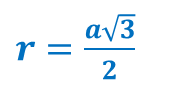 r = a√3 / 2